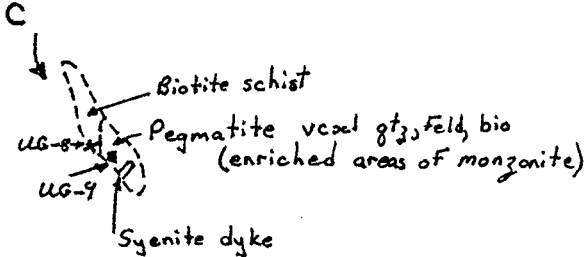 C
Biotite schist
Pegmatite vcxl qtz, feld, bio
(enriched areas of monzonite)
UG-8
UG-9
Syenite dyke